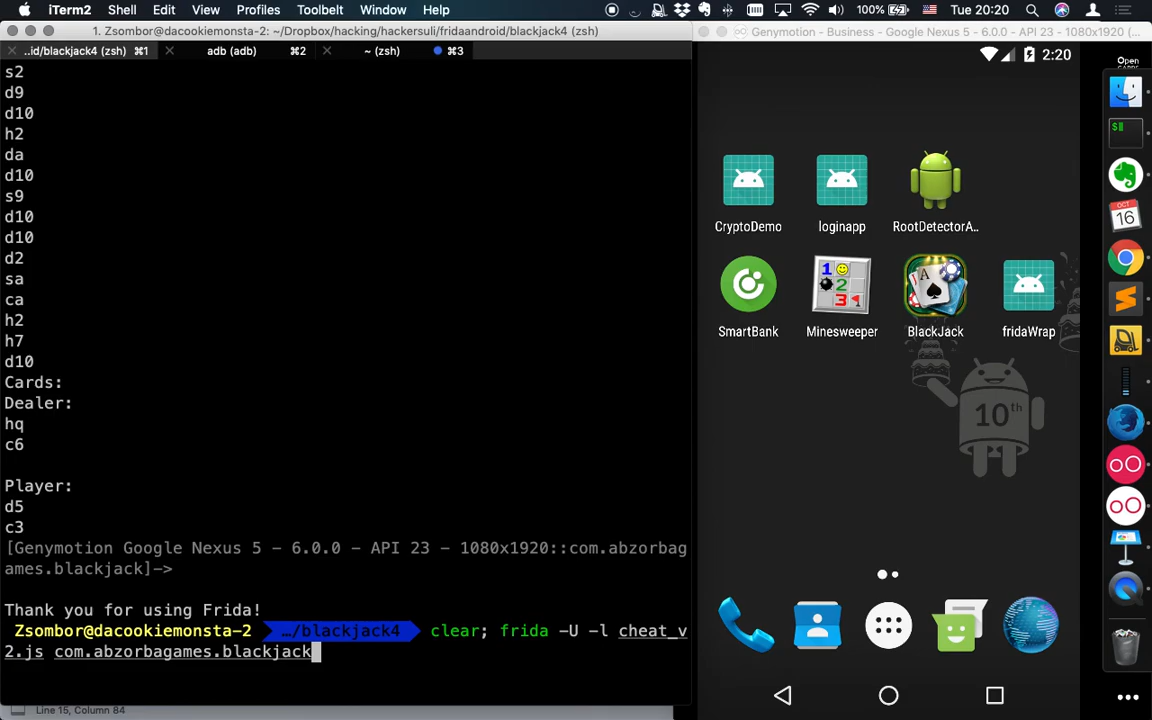 iTerm2 Shell Edit View Profiles Toolbelt Window Help 100% Tue 20:20
1. Zsombor@dacookiemonsta-2: ~/Dropbox/hacking/hackersuli/fridaandroid/blackjack4 (zsh)
..id/blackjack4 (zsh) ⌘1 adb (adb) ⌘2 ~ (zsh) ⌘3
s2
d9
d10
h2
da
d10
s9
d10
d10
d2
sa
ca
h2
h7
d10
Cards:
Dealer:
hq
c6
Player:
d5
c3
[Genymotion Google Nexus 5 - 6.0.0 - API 23 - 1080x1920::com.abzorbag
ames.blackjack]->
Thank you for using Frida!
Zsombor@dacookiemonsta-2 …/blackjack4 clear; frida -U -l cheat_v
2.js com.abzorbagames.blackjack
Line 15, Column 84
Genymotion - Business - Google Nexus 5 - 6.0.0 - API 23 - 1080x1920 (...
2:20
CryptoDemo loginapp RootDetectorA..
SmartBank Minesweeper BlackJack fridaWrap
10th
Open
OCT
16